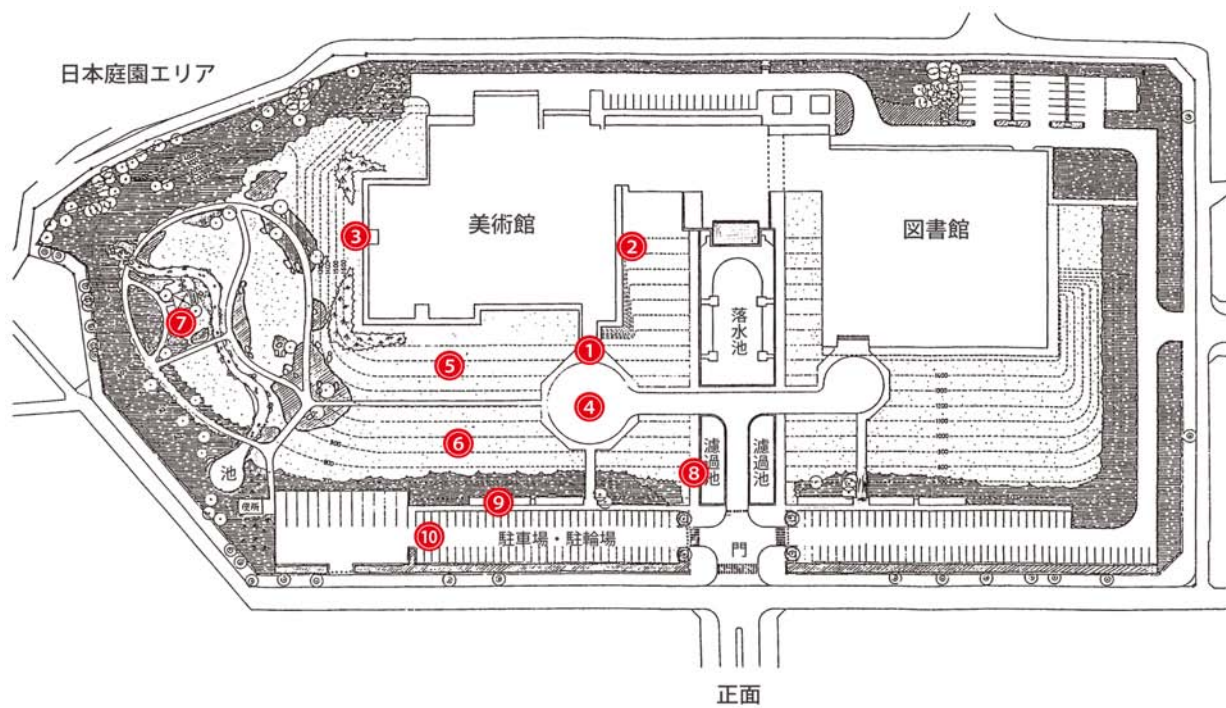 日本庭園エリア
美術館
図書館
③
②
落水池
⑦
①
⑤
④
⑥
⑧
濾過池
濾過池
池
便所
⑨
⑩
駐車場・駐輪場
門
正面